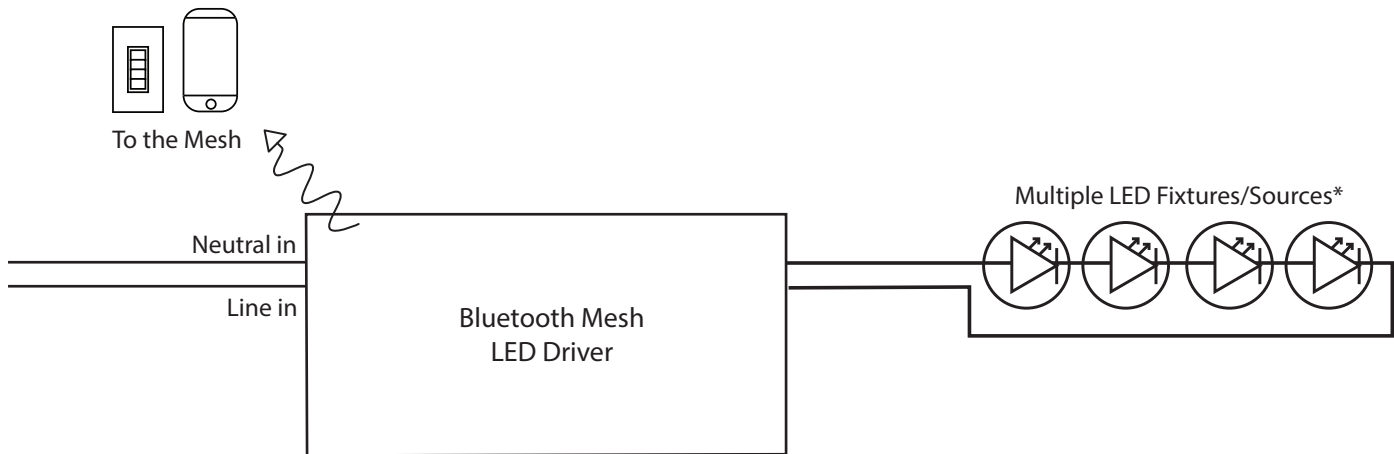 To the Mesh
Multiple LED Fixtures/Sources*
Neutral in
Line in
Bluetooth Mesh
LED Driver